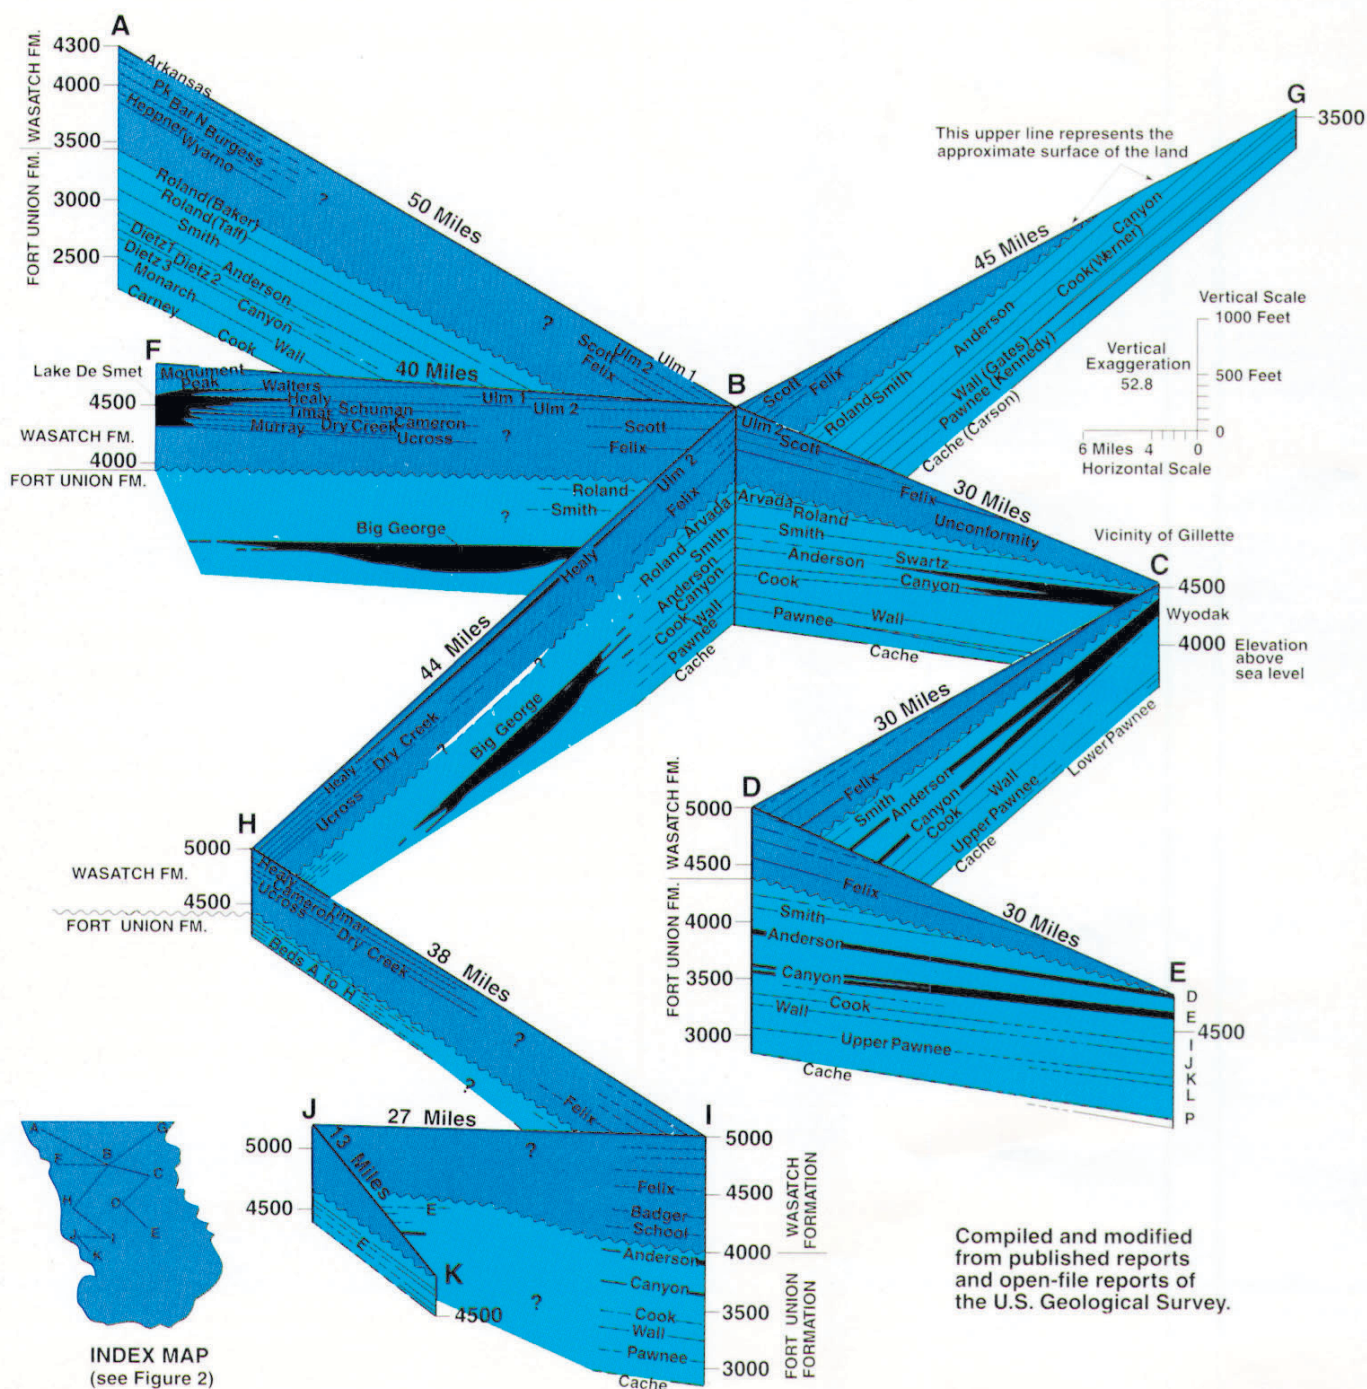 A
4300
4000
3500
3000
2500
WASATCH FM.
FORT UNION FM.
Arkansas
Pk
Bar N
Burgess
Heppner
Wyarno
?
50 Miles
Roland (Baker)
Roland (Taff)
Smith
Dietz 1
Anderson
Dietz 2
Dietz 3
Canyon
Monarch
Wall
Carney
Cook
?
Scott
Ulm 2
Ulm 1
Felix
G
3500
This upper line represents the
approximate surface of the land
45 Miles
Canyon
Cook (Werner)
Anderson
Wall (Gates)
Pawnee (Kennedy)
Cache (Carson)
Scott
Felix
Roland
Smith
Vertical Scale
1000 Feet
Vertical
Exaggeration
52.8
500 Feet
0
6 Miles 4 2 0
Horizontal Scale
F
Lake De Smet
4500
WASATCH FM.
4000
FORT UNION FM.
Monument
Peak
Walters
Healy
40 Miles
Ulm 1
Ulm 2
Timar
Schuman
Murray
Dry Creek
Cameron
Ucross
?
Scott
Felix
Roland
Smith
?
Big George
B
Ulm 2
Scott
Felix
30 Miles
Unconformity
Arvada
Roland
Smith
Swartz
Anderson
Canyon
Cook
Wall
Pawnee
Cache
Vicinity of Gillette
C
4500
Wyodak
4000
Elevation
above
sea level
Ulm 2
Felix
Healy
?
Arvada
Roland
Smith
Anderson
Canyon
Cook
Wall
Pawnee
Cache
44 Miles
?
Big George
Dry Creek
?
Healy
Ucross
30 Miles
Felix
Smith
Anderson
Canyon
Cook
Wall
Upper Pawnee
Cache
Lower Pawnee
D
5000
4500
4000
3500
3000
WASATCH FM.
FORT UNION FM.
Felix
30 Miles
Smith
Anderson
Canyon
Cook
Wall
Upper Pawnee
Cache
E
D
E
4500
I
J
K
L
P
H
5000
WASATCH FM.
4500
FORT UNION FM.
Healy
Cameron
Timar
Ucross
Dry Creek
38 Miles
Beds A to H
?
?
Felix
J
27 Miles
I
5000
4500
13 Miles
E
E
K
4500
?
?
Felix
Badger
School
Anderson
Canyon
Cook
Wall
Pawnee
Cache
5000
4500
4000
3500
3000
WASATCH
FORMATION
FORT UNION
FORMATION
A
G
B
F
C
H
D
E
J
I
K
INDEX MAP
(see Figure 2)
Compiled and modified
from published reports
and open-file reports of
the U.S. Geological Survey.